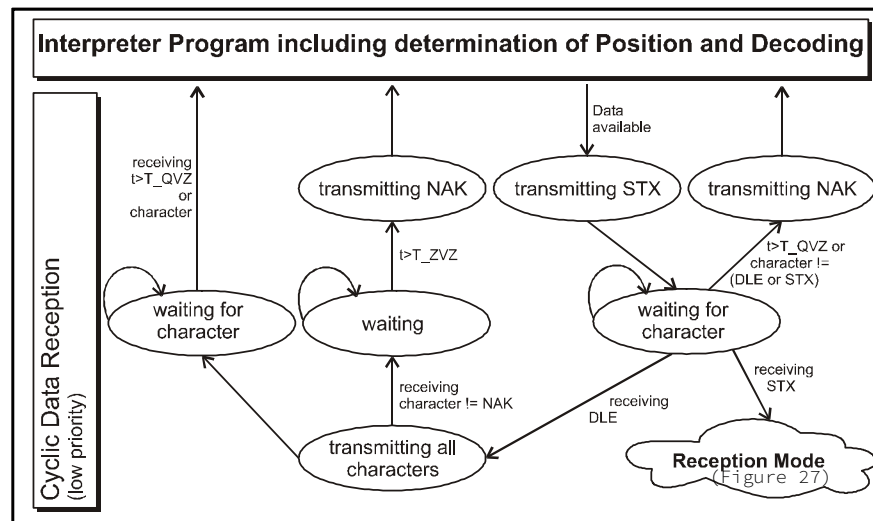 Interpreter Program including determination of Position and Decoding
Cyclic Data Reception
(low priority)
receiving
t>T_QVZ
or
character
Data
available
transmitting NAK
transmitting STX
transmitting NAK
t>T_ZVZ
t>T_QVZ or
character !=
(DLE or STX)
waiting for
character
waiting
waiting for
character
receiving
character != NAK
receiving
DLE
receiving
STX
transmitting all
characters
Reception Mode
(Figure 27)